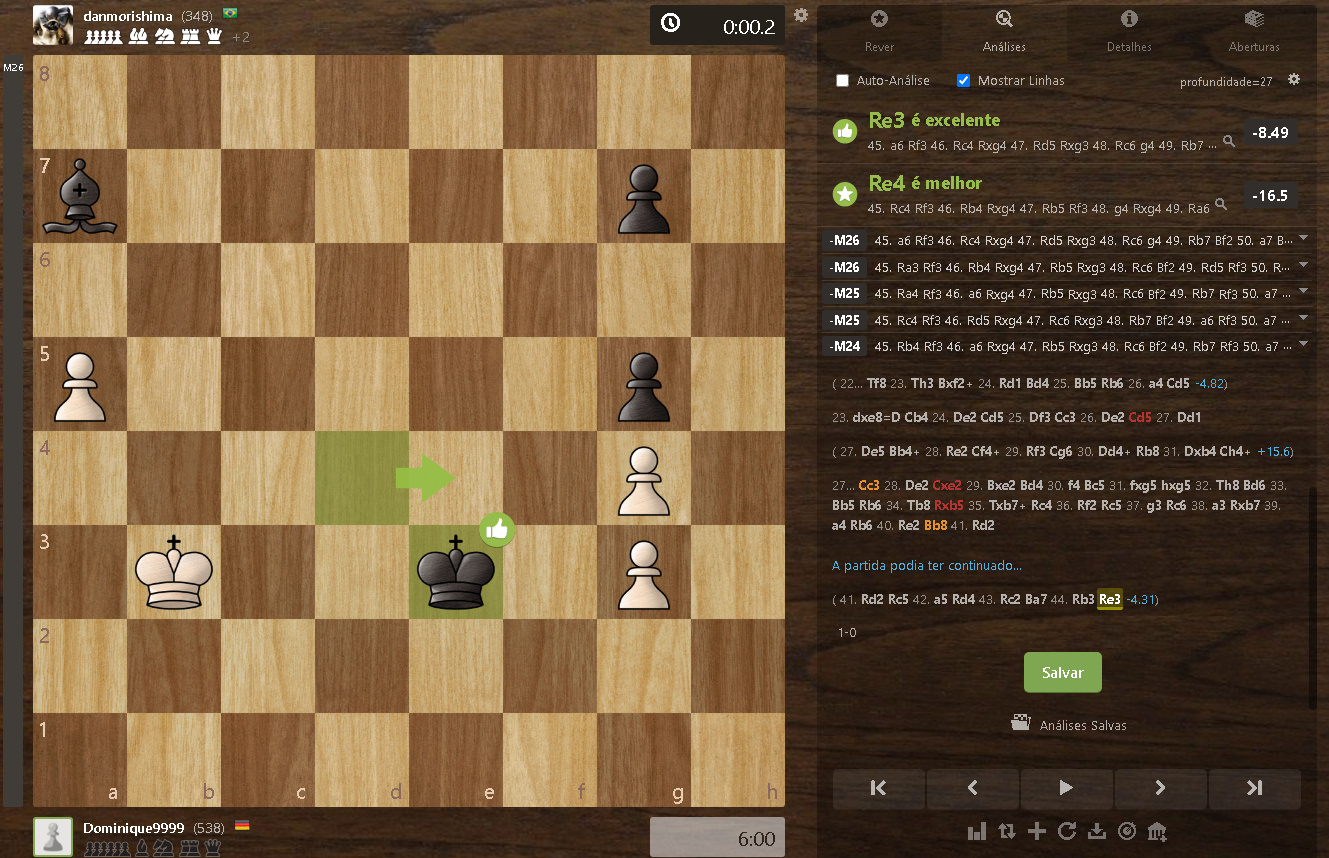 danmorishima (348)
+2
0:00.2
M26
8
7
6
5
4
3
2
1
a b c d e f g h
Dominique9999 (538)
6:00
Rever Análises Detalhes Aberturas
Auto-Análise Mostrar Linhas profundidade=27
Re3 é excelente
-8.49
45. a6 Rf3 46. Rc4 Rxg4 47. Rd5 Rxg3 48. Rc6 g4 49. Rb7 ...
Re4 é melhor
-16.5
45. Rc4 Rf3 46. Rb4 Rxg4 47. Rb5 Rf3 48. g4 Rxg4 49. Ra6
-M26 45. a6 Rf3 46. Rc4 Rxg4 47. Rd5 Rxg3 48. Rc6 g4 49. Rb7 Bf2 50. a7 B...
-M26 45. Ra3 Rf3 46. Rb4 Rxg4 47. Rb5 Rxg3 48. Rc6 Bf2 49. Rd5 Rf3 50. R...
-M25 45. Ra4 Rf3 46. a6 Rxg4 47. Rb5 Rxg3 48. Rc6 Bf2 49. Rb7 Rf3 50. a7 ...
-M25 45. Rc4 Rf3 46. Rd5 Rxg4 47. Rc6 Rxg3 48. Rb7 Bf2 49. a6 Rf3 50. a7 ...
-M24 45. Rb4 Rf3 46. a6 Rxg4 47. Rb5 Rxg3 48. Rc6 Bf2 49. Rb7 Rf3 50. a7 ...
( 22... Tf8 23. Th3 Bxf2+ 24. Rd1 Bd4 25. Bb5 Rb6 26. a4 Cd5 -4.82)
23. dxe8=D Cb4 24. De2 Cd5 25. Df3 Cc3 26. De2 Cd5 27. Dd1
( 27. De5 Bb4+ 28. Re2 Cf4+ 29. Rf3 Cg6 30. Dd4+ Rb8 31. Dxb4 Ch4+ +15.6)
27... Cc3 28. De2 Cxe2 29. Bxe2 Bd4 30. f4 Bc5 31. fxg5 hxg5 32. Th8 Bd6 33.
Bb5 Rb6 34. Tb8 Rxb5 35. Txb7+ Rc4 36. Rf2 Rc5 37. g3 Rc6 38. a3 Rxb7 39.
a4 Rb6 40. Re2 Bb8 41. Rd2
A partida podia ter continuado...
( 41. Rd2 Rc5 42. a5 Rd4 43. Rc2 Ba7 44. Rb3 Re3 -4.31)
1-0
Salvar
Análises Salvas